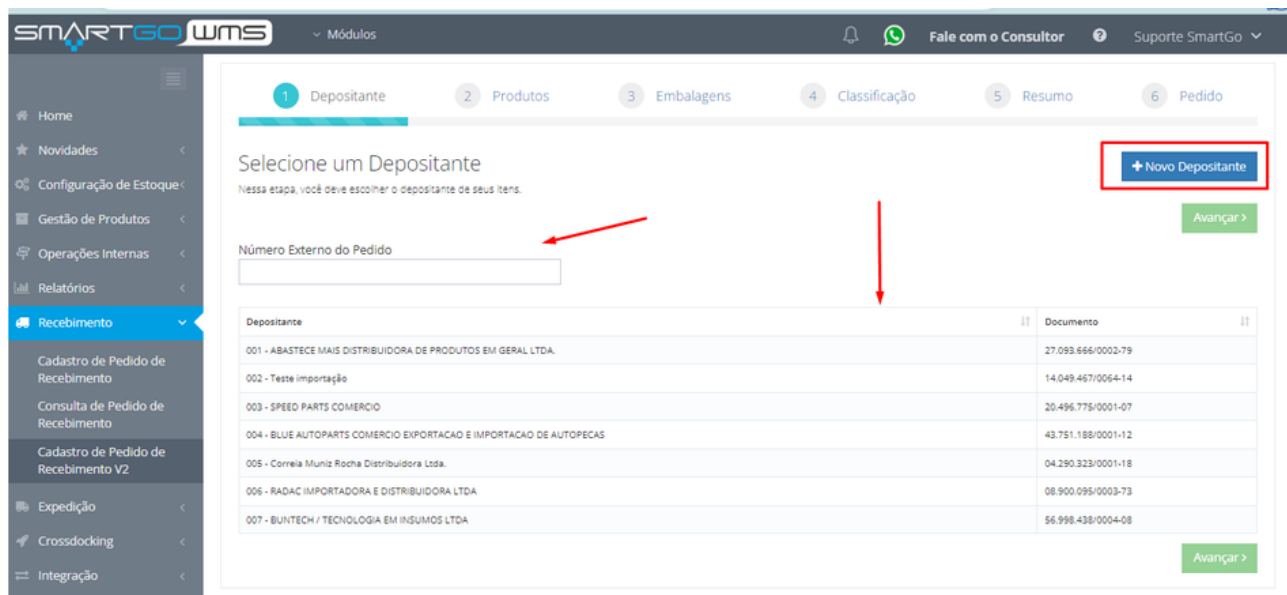 SMARTGO WMS
Módulos
Fale com o Consultor
Suporte SmartGo
Home
Novidades
Configuração de Estoque
Gestão de Produtos
Operações Internas
Relatórios
Recebimento
Cadastro de Pedido de
Recebimento
Consulta de Pedido de
Recebimento
Cadastro de Pedido de
Recebimento V2
Expedição
Crossdocking
Integração
1 Depositante
2 Produtos
3 Embalagens
4 Classificação
5 Resumo
6 Pedido
Selecione um Depositante
Nessa etapa, você deve escolher o depositante de seus itens.
+ Novo Depositante
Avançar >
Número Externo do Pedido
Depositante Documento
001 - ABASTECE MAIS DISTRIBUIDORA DE PRODUTOS EM GERAL LTDA. 27.093.666/0002-79
002 - Teste importação 14.049.467/0064-14
003 - SPEED PARTS COMERCIO 20.496.775/0001-07
004 - BLUE AUTOPARTS COMERCIO EXPORTACAO E IMPORTACAO DE AUTOPECAS 43.751.188/0001-12
005 - Correia Muniz Rocha Distribuidora Ltda. 04.290.323/0001-18
006 - RADAC IMPORTADORA E DISTRIBUIDORA LTDA 08.900.095/0003-73
007 - BUNTECH / TECNOLOGIA EM INSUMOS LTDA 56.998.438/0004-08
Avançar >